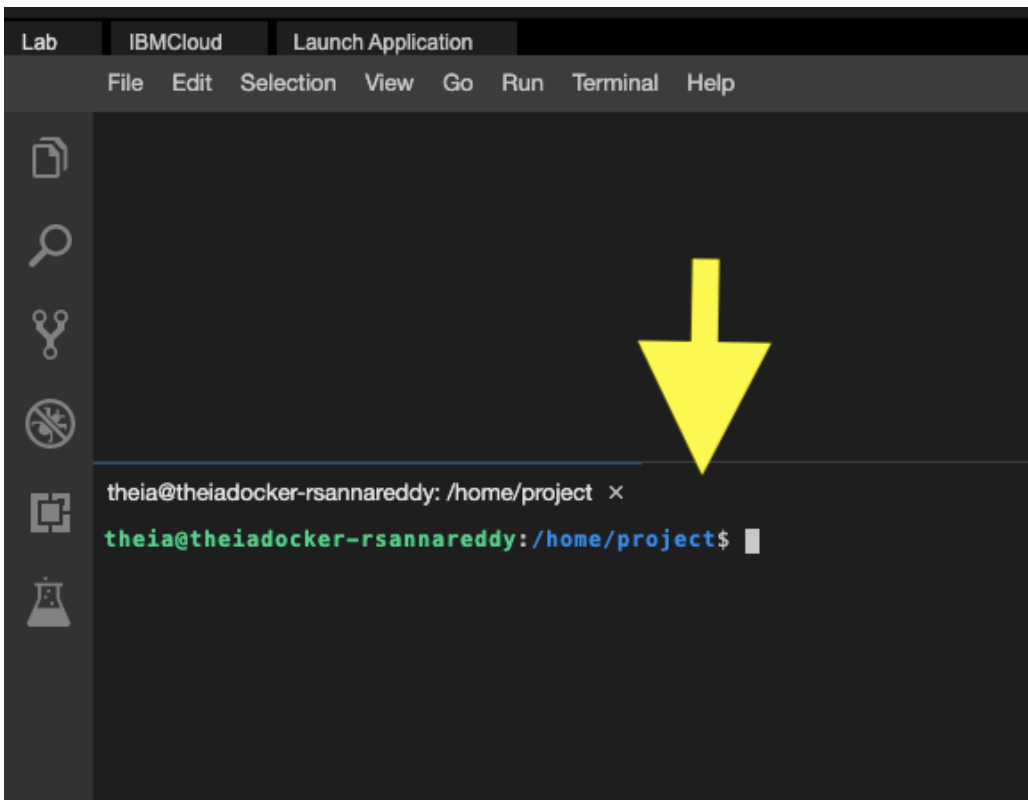 Lab IBMCloud Launch Application
File Edit Selection View Go Run Terminal Help
theia@theiadocker-rsannareddy: /home/project ×
theia@theiadocker-rsannareddy:/home/project$